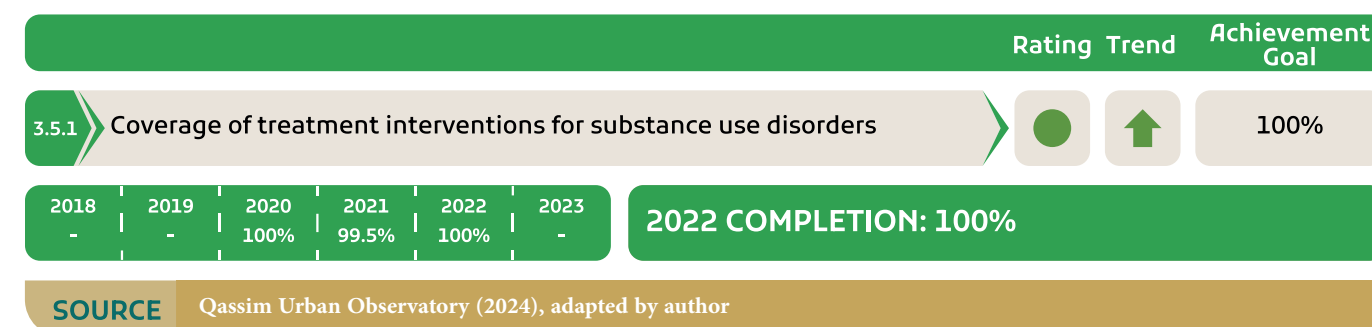 Rating Trend Achievement Goal
3.5.1 Coverage of treatment interventions for substance use disorders 100%
2018 2019 2020 2021 2022 2023
- - 100% 99.5% 100% -
2022 COMPLETION: 100%
SOURCE Qassim Urban Observatory (2024), adapted by author